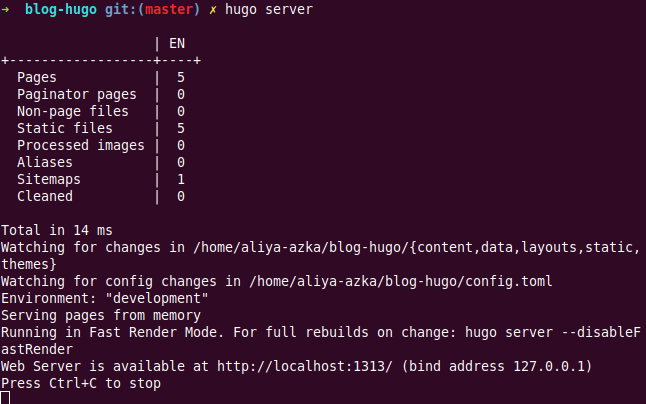 ➜  blog-hugo git:(master) ✗ hugo server
                   | EN
+------------------+----+
  Pages            |  5
  Paginator pages  |  0
  Non-page files   |  0
  Static files     |  5
  Processed images |  0
  Aliases          |  0
  Sitemaps         |  1
  Cleaned          |  0
Total in 14 ms
Watching for changes in /home/aliya-azka/blog-hugo/{content,data,layouts,static,
themes}
Watching for config changes in /home/aliya-azka/blog-hugo/config.toml
Environment: "development"
Serving pages from memory
Running in Fast Render Mode. For full rebuilds on change: hugo server --disableF
astRender
Web Server is available at http://localhost:1313/ (bind address 127.0.0.1)
Press Ctrl+C to stop